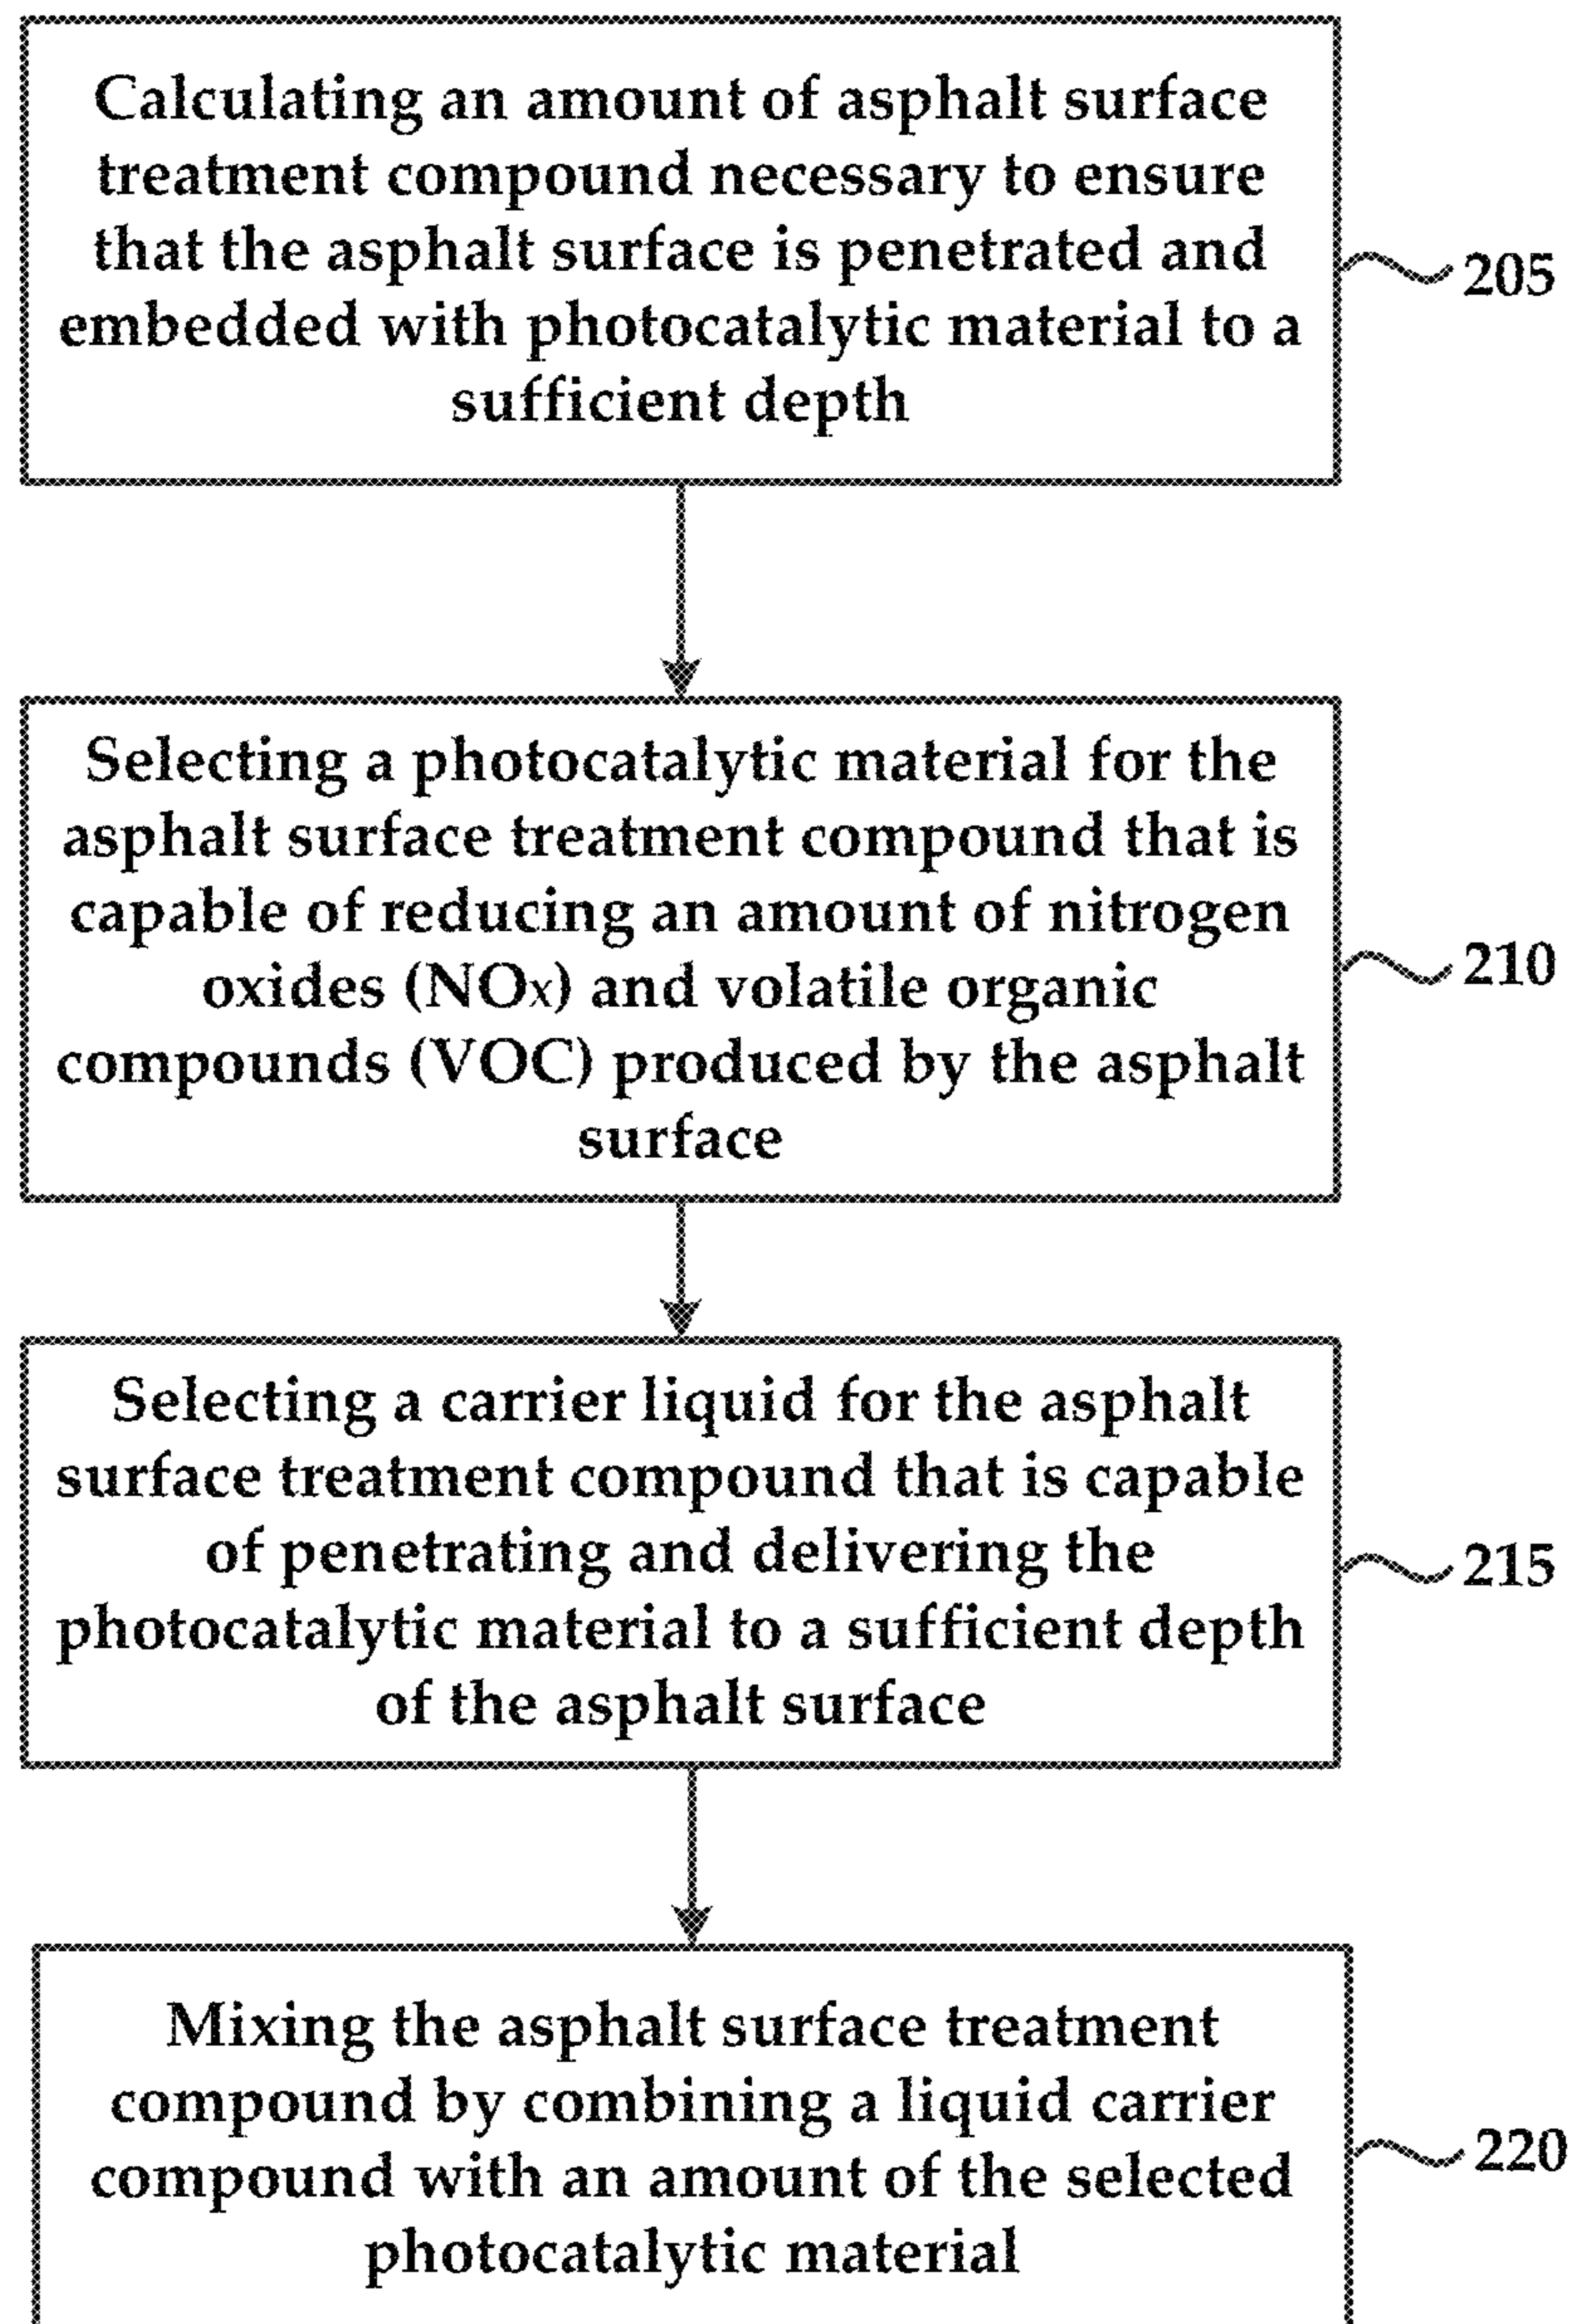 Calculating an amount of asphalt surface
treatment compound necessary to ensure
that the asphalt surface is penetrated and
embedded with photocatalytic material to a
sufficient depth
205
Selecting a photocatalytic material for the
asphalt surface treatment compound that is
capable of reducing an amount of nitrogen
oxides (NOx) and volatile organic
compounds (VOC) produced by the asphalt
surface
210
Selecting a carrier liquid for the asphalt
surface treatment compound that is capable
of penetrating and delivering the
photocatalytic material to a sufficient depth
of the asphalt surface
215
Mixing the asphalt surface treatment
compound by combining a liquid carrier
compound with an amount of the selected
photocatalytic material
220